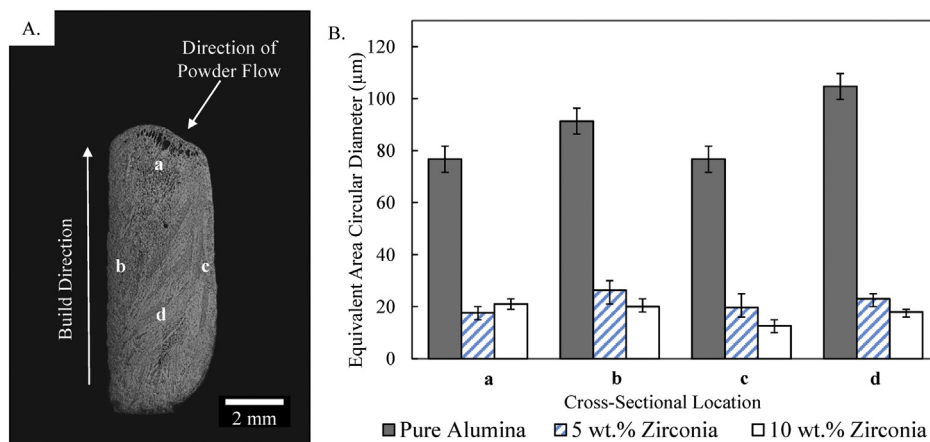 A.
Direction of
Powder Flow
Build Direction
a
b
c
d
2 mm
B.
Equivalent Area Circular Diameter (µm)
120
100
80
60
40
20
0
a b c d
Cross-Sectional Location
Pure Alumina 5 wt.% Zirconia 10 wt.% Zirconia